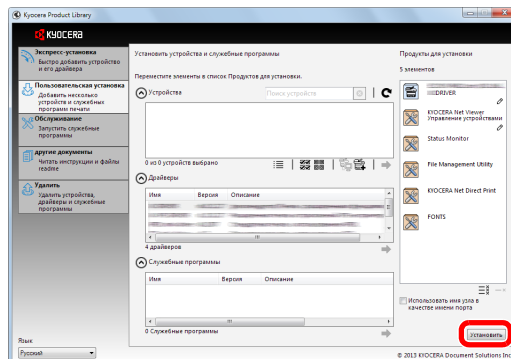 Kyocera Product Library
KYOCERA
Экспресс-установка
Быстро добавить устройство
и его драйвера
Пользовательская установка
Добавить несколько
устройств и служебных
программ печати
Обслуживание
Запустить служебные
программы
другие документы
Читать инструкции и файлы
readme
Удалить
Удалить устройства,
драйверы и служебные
программы
Язык
Русский
Установить устройства и служебные программы
Переместите элементы в список Продуктов для установки.
Устройства
Поиск устройств
0 из 0 устройств выбрано
Драйверы
Имя Версия Описание
4 драйверов
Служебные программы
Имя Версия Описание
0 Служебные программы
Продукты для установки
5 элементов
DRIVER
KYOCERA Net Viewer
Управление устройствами
Status Monitor
File Management Utility
KYOCERA Net Direct Print
FONTS
Использовать имя узла в
качестве имени порта
Установить
© 2013 KYOCERA Document Solutions Inc.